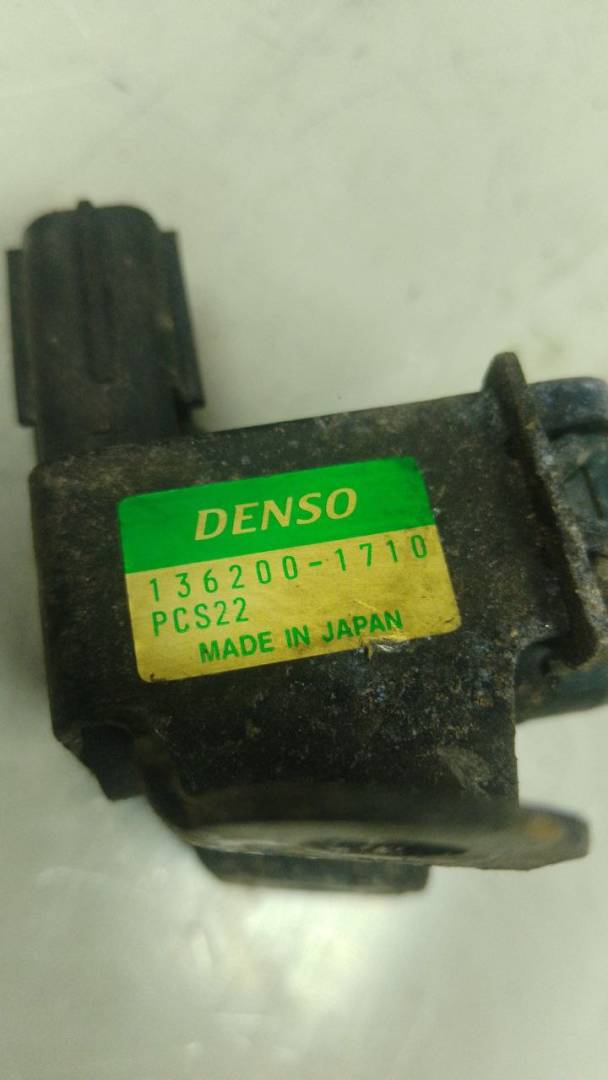 DENSO
136200-1710
PCS22
MADE IN JAPAN